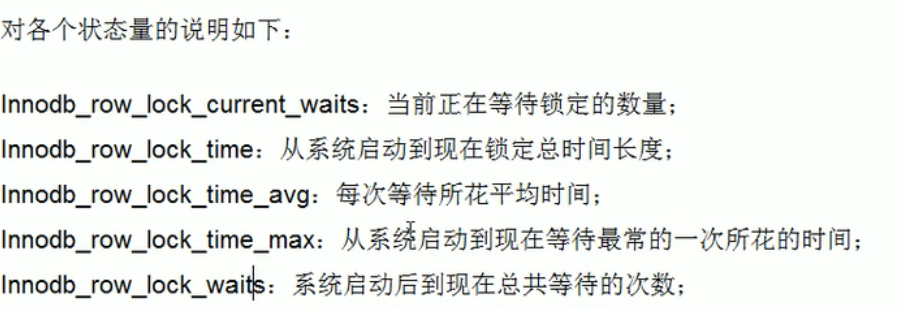 对各个状态量的说明如下：
Innodb_row_lock_current_waits：当前正在等待锁定的数量；
Innodb_row_lock_time：从系统启动到现在锁定总时间长度；
Innodb_row_lock_time_avg：每次等待所花平均时间；
Innodb_row_lock_time_max：从系统启动到现在等待最常的一次所花的时间；
Innodb_row_lock_waits：系统启动后到现在总共等待的次数；